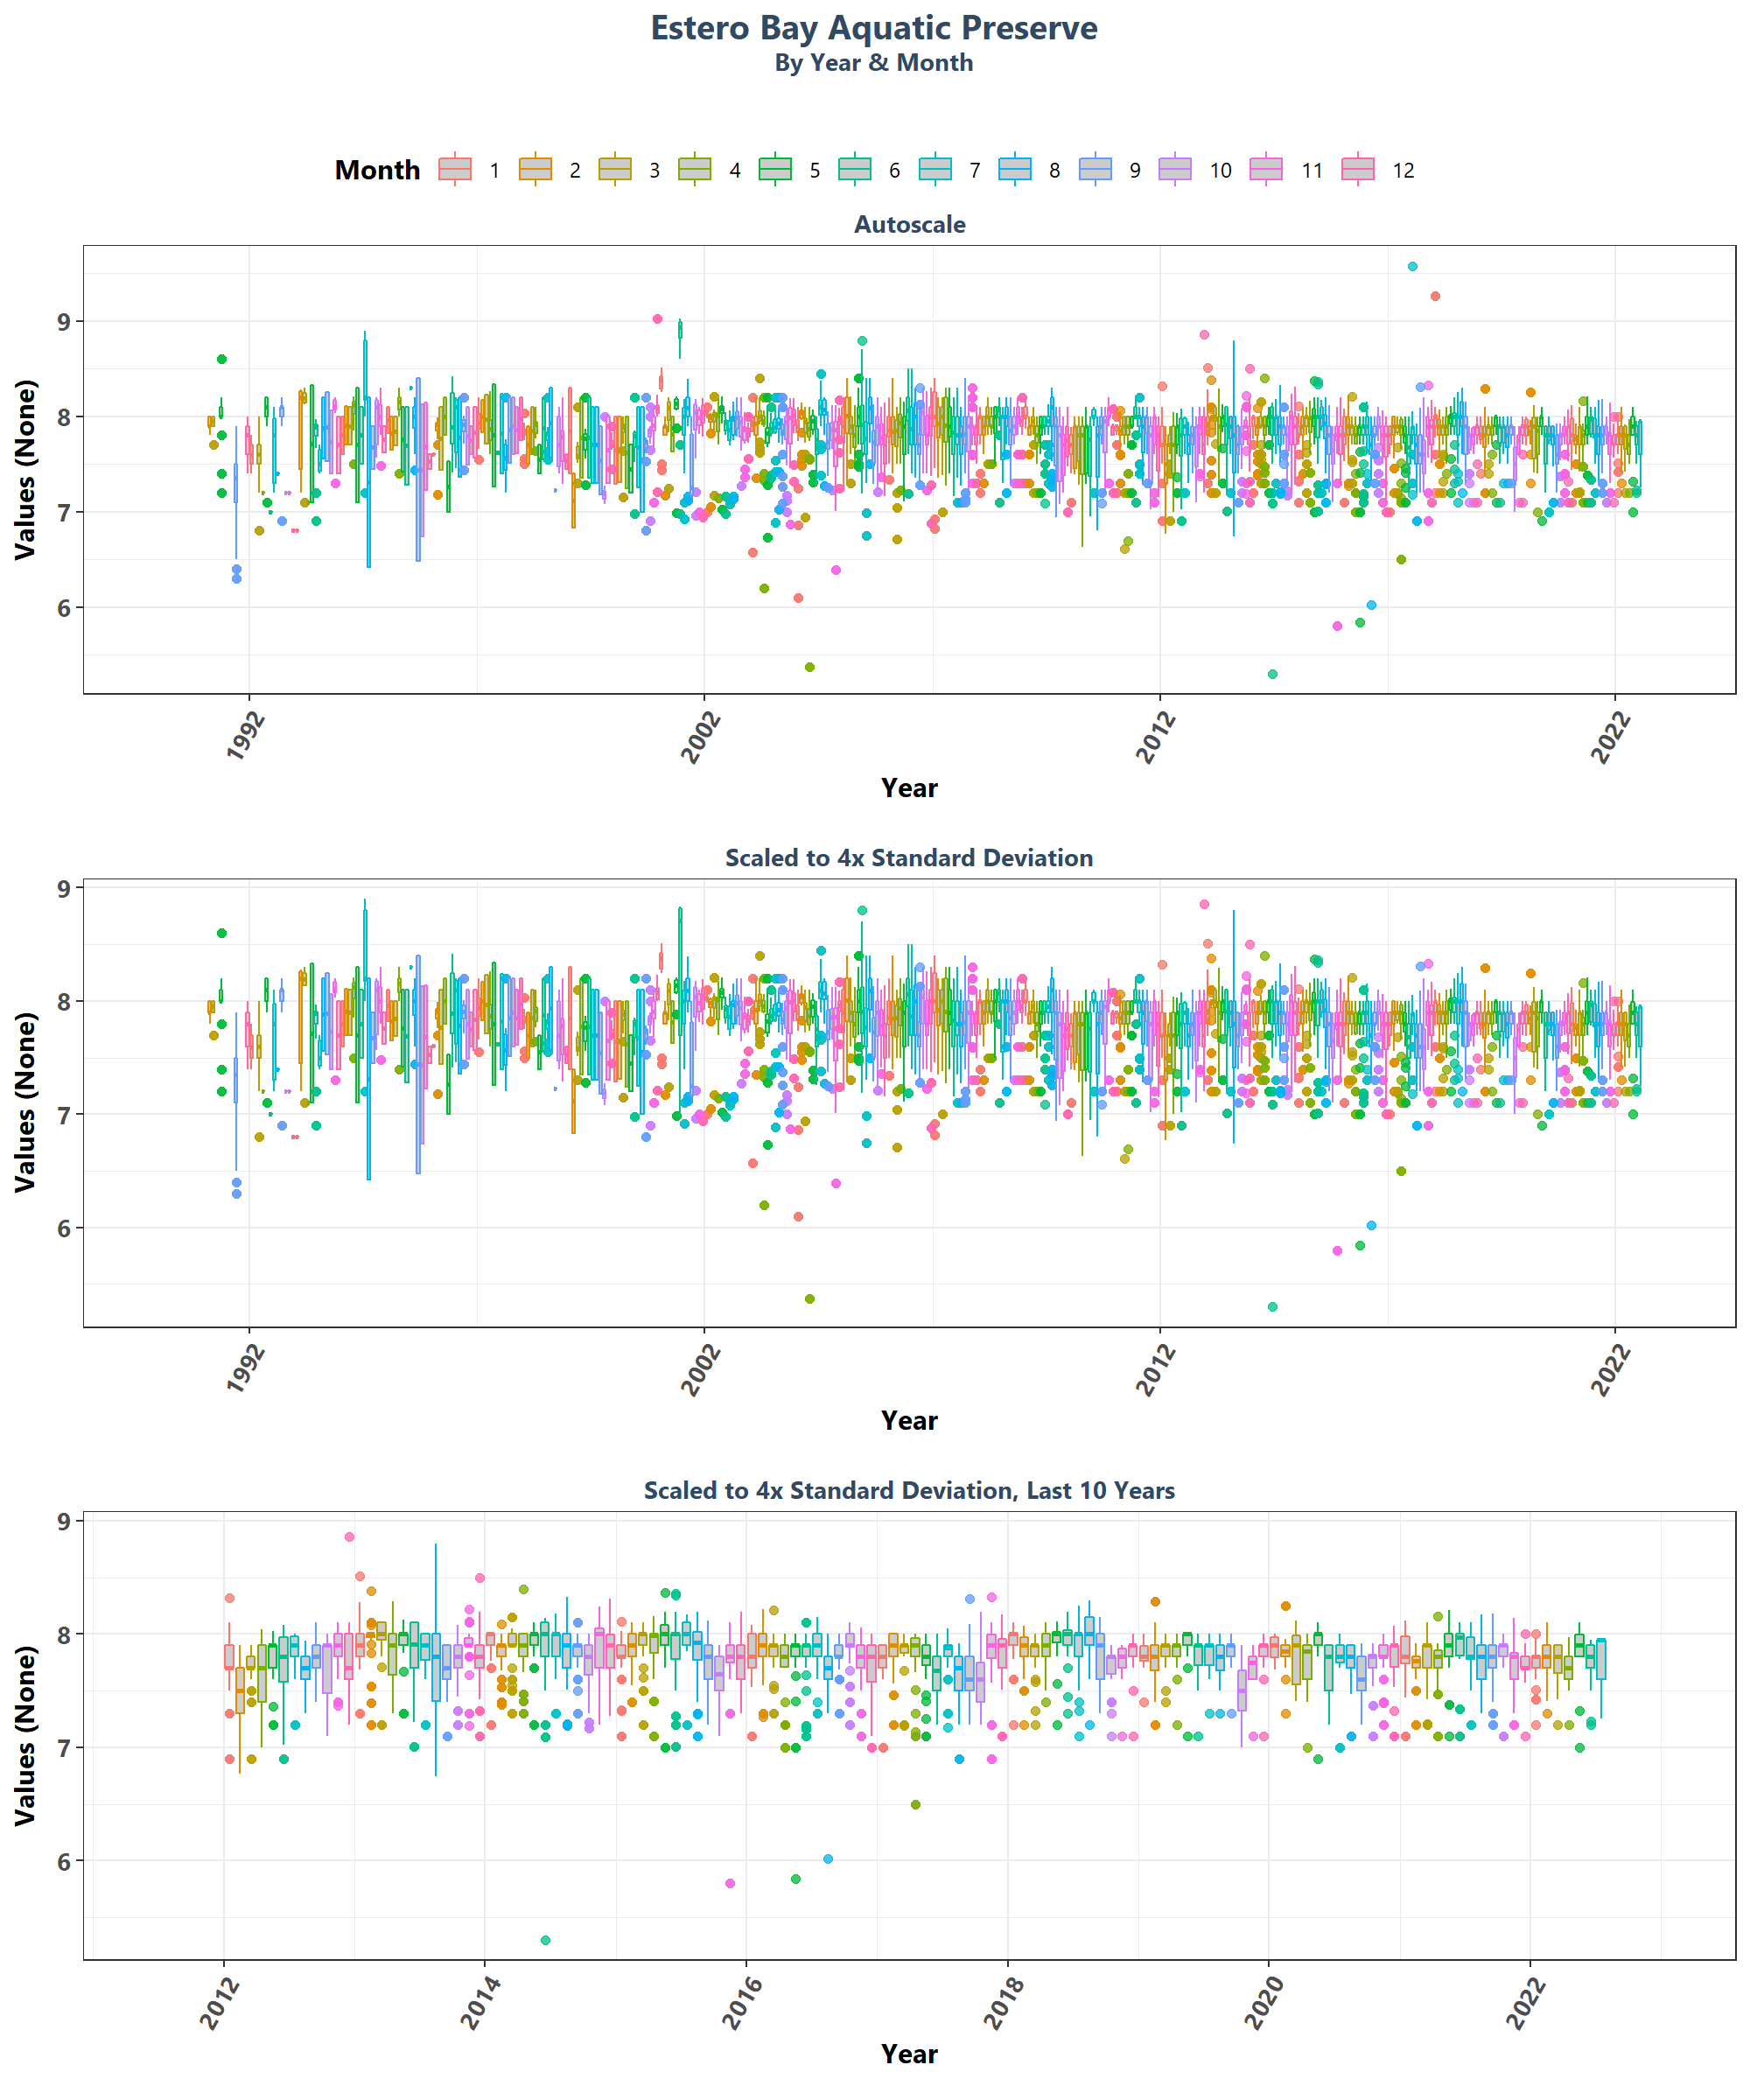 Estero Bay Aquatic Preserve
By Year & Month
Month 1 2 3 4 5 6 7 8 9 10 11 12
Autoscale
Values (None)
9
8
7
6
1992 2002 2012 2022
Year
Scaled to 4x Standard Deviation
Values (None)
9
8
7
6
1992 2002 2012 2022
Year
Scaled to 4x Standard Deviation, Last 10 Years
Values (None)
9
8
7
6
2012 2014 2016 2018 2020 2022
Year